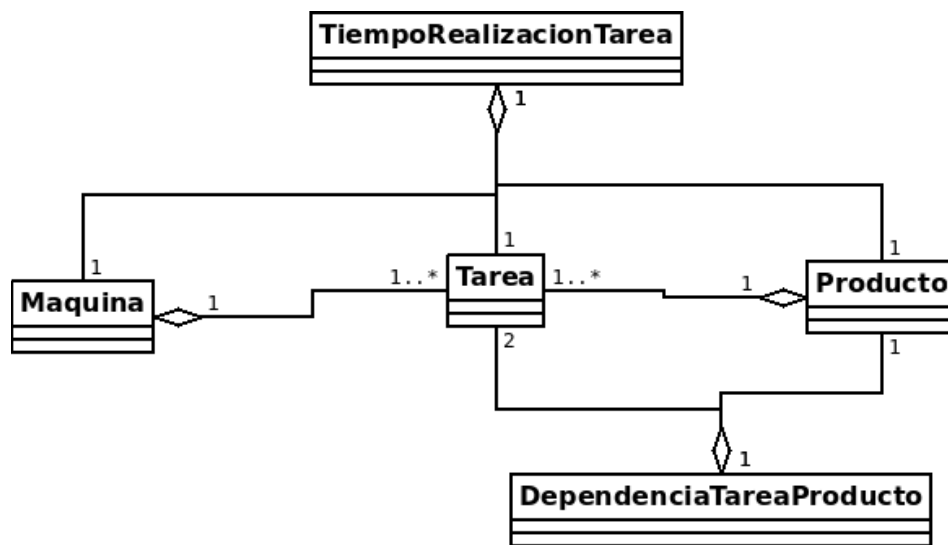 TiempoRealizacionTarea
1
1
1
1
1..*
Tarea
1..*
1
Producto
Maquina
1
2
1
1
DependenciaTareaProducto